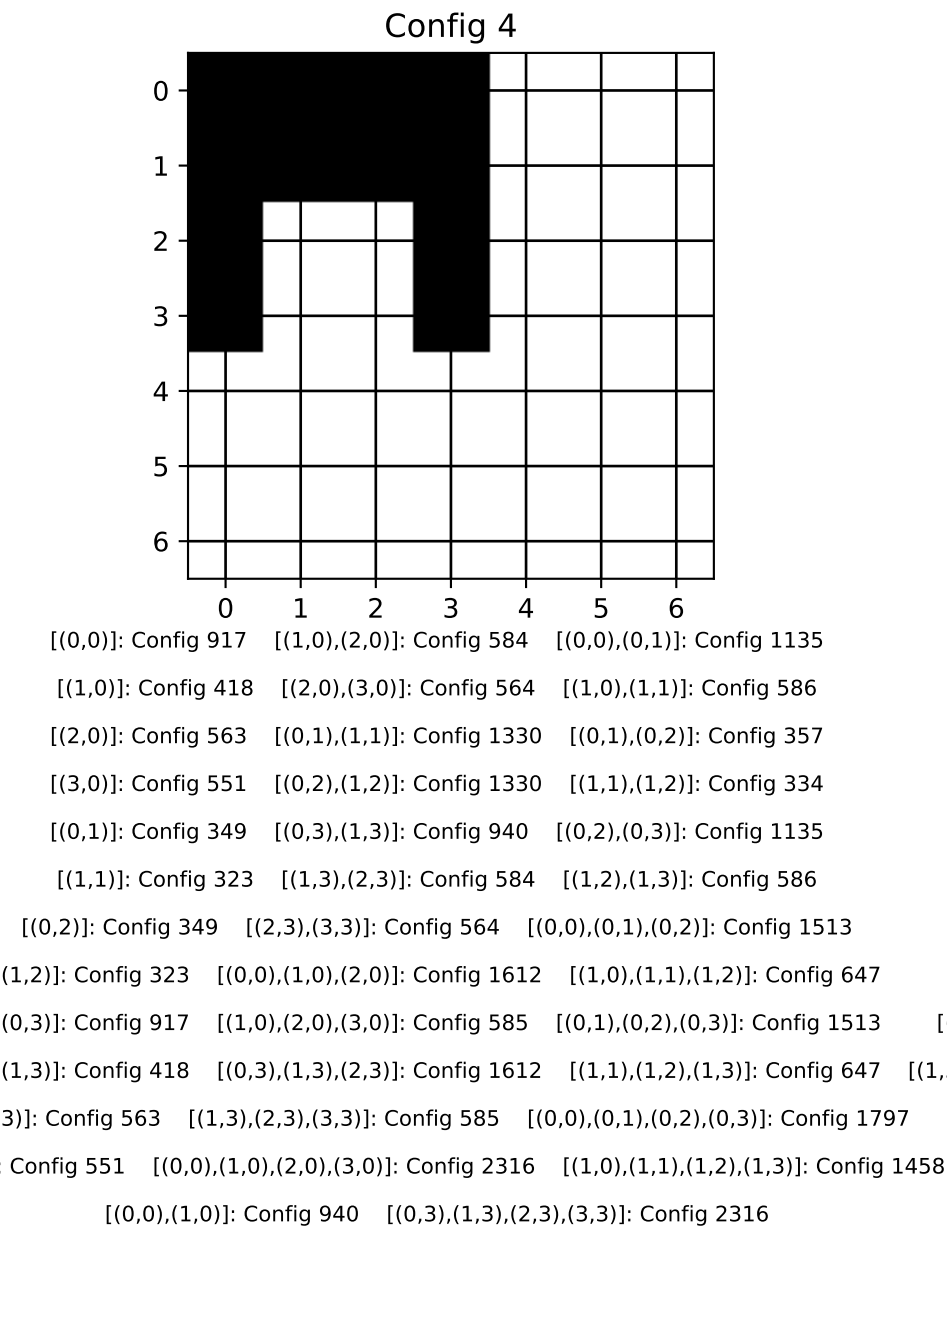 Config 4
0
1
2
3
4
5
6
0 1 2 3 4 5 6
[(0,0)]: Config 917 [(1,0),(2,0)]: Config 584 [(0,0),(0,1)]: Config 1135
[(1,0)]: Config 418 [(2,0),(3,0)]: Config 564 [(1,0),(1,1)]: Config 586
[(2,0)]: Config 563 [(0,1),(1,1)]: Config 1330 [(0,1),(0,2)]: Config 357
[(3,0)]: Config 551 [(0,2),(1,2)]: Config 1330 [(1,1),(1,2)]: Config 334
[(0,1)]: Config 349 [(0,3),(1,3)]: Config 940 [(0,2),(0,3)]: Config 1135
[(1,1)]: Config 323 [(1,3),(2,3)]: Config 584 [(1,2),(1,3)]: Config 586
[(0,2)]: Config 349 [(2,3),(3,3)]: Config 564 [(0,0),(0,1),(0,2)]: Config 1513
(1,2)]: Config 323 [(0,0),(1,0),(2,0)]: Config 1612 [(1,0),(1,1),(1,2)]: Config 647
(0,3)]: Config 917 [(1,0),(2,0),(3,0)]: Config 585 [(0,1),(0,2),(0,3)]: Config 1513 [
(1,3)]: Config 418 [(0,3),(1,3),(2,3)]: Config 1612 [(1,1),(1,2),(1,3)]: Config 647 [(1,
3)]: Config 563 [(1,3),(2,3),(3,3)]: Config 585 [(0,0),(0,1),(0,2),(0,3)]: Config 1797
: Config 551 [(0,0),(1,0),(2,0),(3,0)]: Config 2316 [(1,0),(1,1),(1,2),(1,3)]: Config 1458
[(0,0),(1,0)]: Config 940 [(0,3),(1,3),(2,3),(3,3)]: Config 2316